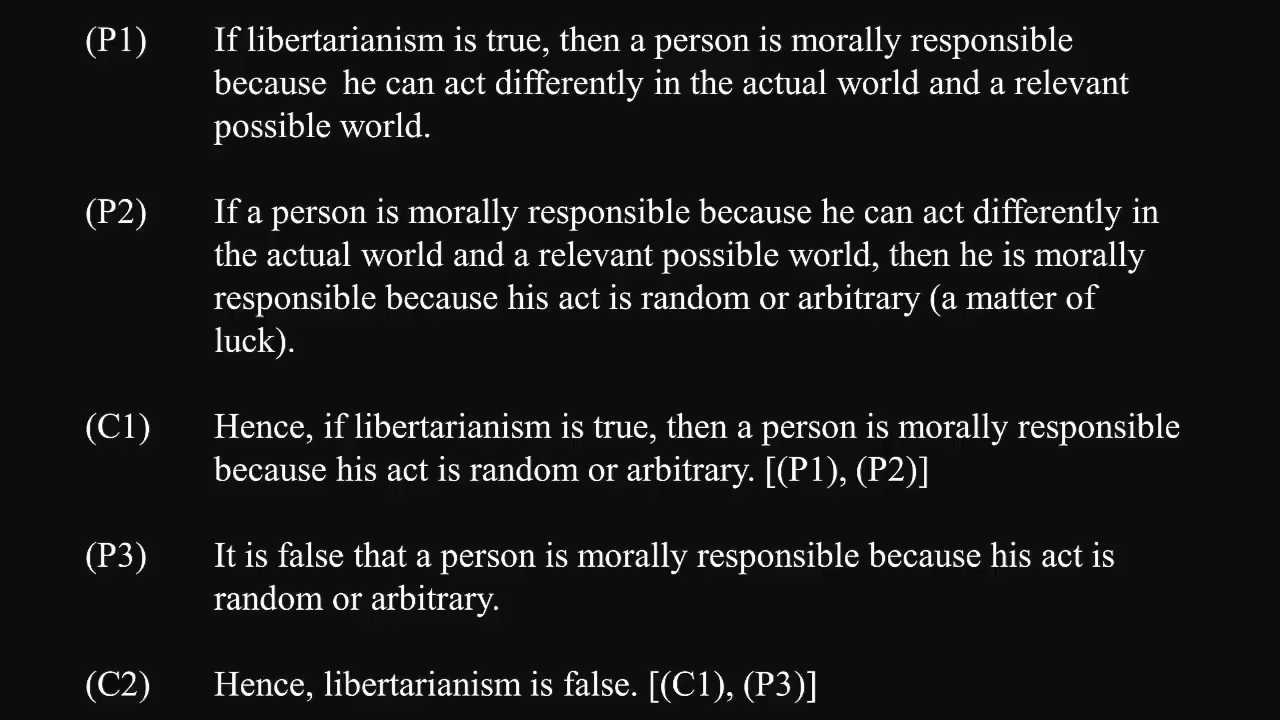 (P1) If libertarianism is true, then a person is morally responsible
because he can act differently in the actual world and a relevant
possible world.
(P2) If a person is morally responsible because he can act differently in
the actual world and a relevant possible world, then he is morally
responsible because his act is random or arbitrary (a matter of
luck).
(C1) Hence, if libertarianism is true, then a person is morally responsible
because his act is random or arbitrary. [(P1), (P2)]
(P3) It is false that a person is morally responsible because his act is
random or arbitrary.
(C2) Hence, libertarianism is false. [(C1), (P3)]